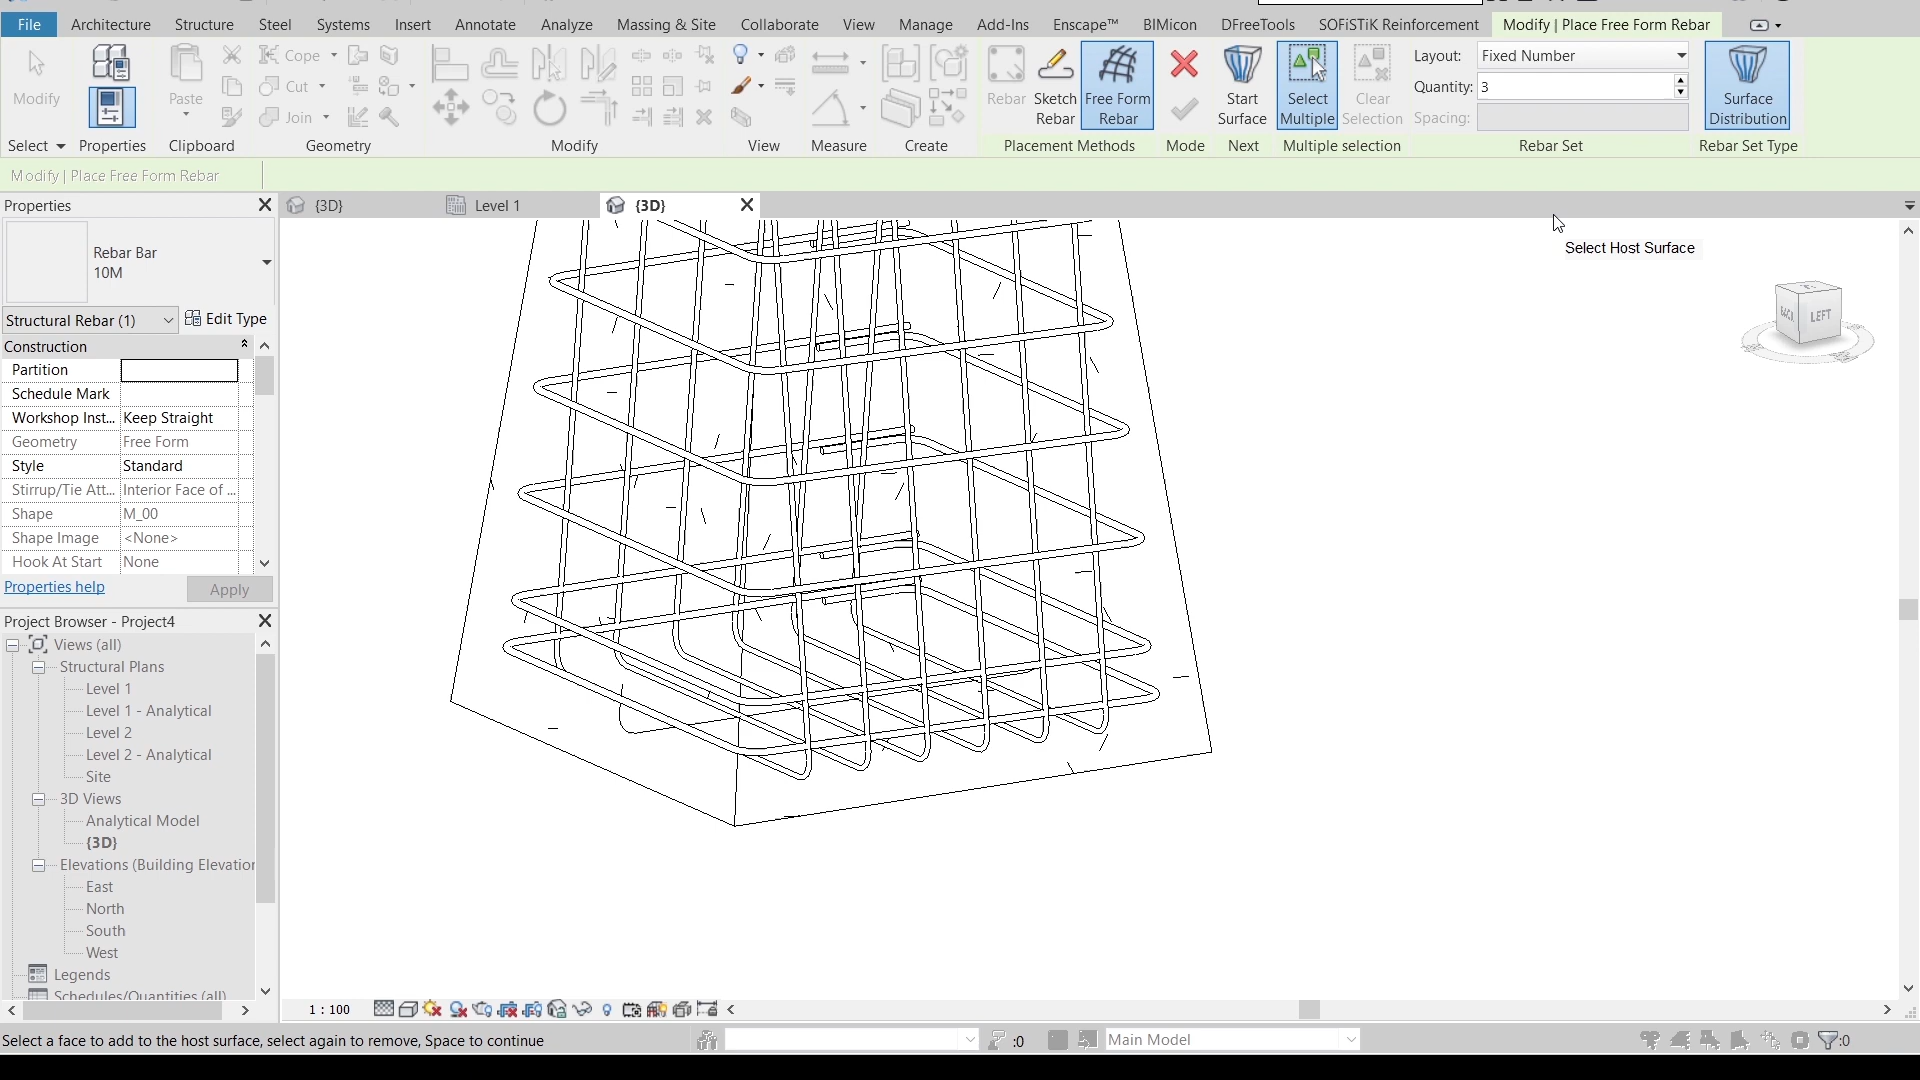 File Architecture Structure Steel Systems Insert Annotate Analyze Massing & Site Collaborate View Manage Add-Ins Enscape™ BIMicon DFreeTools SOFiSTiK Reinforcement Modify | Place Free Form Rebar
Modify
Paste
Cope
Cut
Join
Rebar
Sketch Rebar
Free Form Rebar
Start Surface
Select Multiple
Clear Selection
Layout: Fixed Number
Quantity: 3
Spacing:
Surface Distribution
Select Properties Clipboard Geometry Modify View Measure Create Placement Methods Mode Next Multiple selection Rebar Set Rebar Set Type
Modify | Place Free Form Rebar
Properties
{3D} Level 1 {3D}
Rebar Bar
10M
Structural Rebar (1) Edit Type
Construction
Partition
Schedule Mark
Workshop Inst... Keep Straight
Geometry Free Form
Style Standard
Stirrup/Tie Att... Interior Face of ...
Shape M_00
Shape Image <None>
Hook At Start None
Properties help Apply
Project Browser - Project4
Views (all)
Structural Plans
Level 1
Level 1 - Analytical
Level 2
Level 2 - Analytical
Site
3D Views
Analytical Model
{3D}
Elevations (Building Elevation
East
North
South
West
Legends
Schedules/Quantities (all)
Select Host Surface
BACK LEFT
1 : 100
Select a face to add to the host surface, select again to remove, Space to continue
:0 Main Model :0